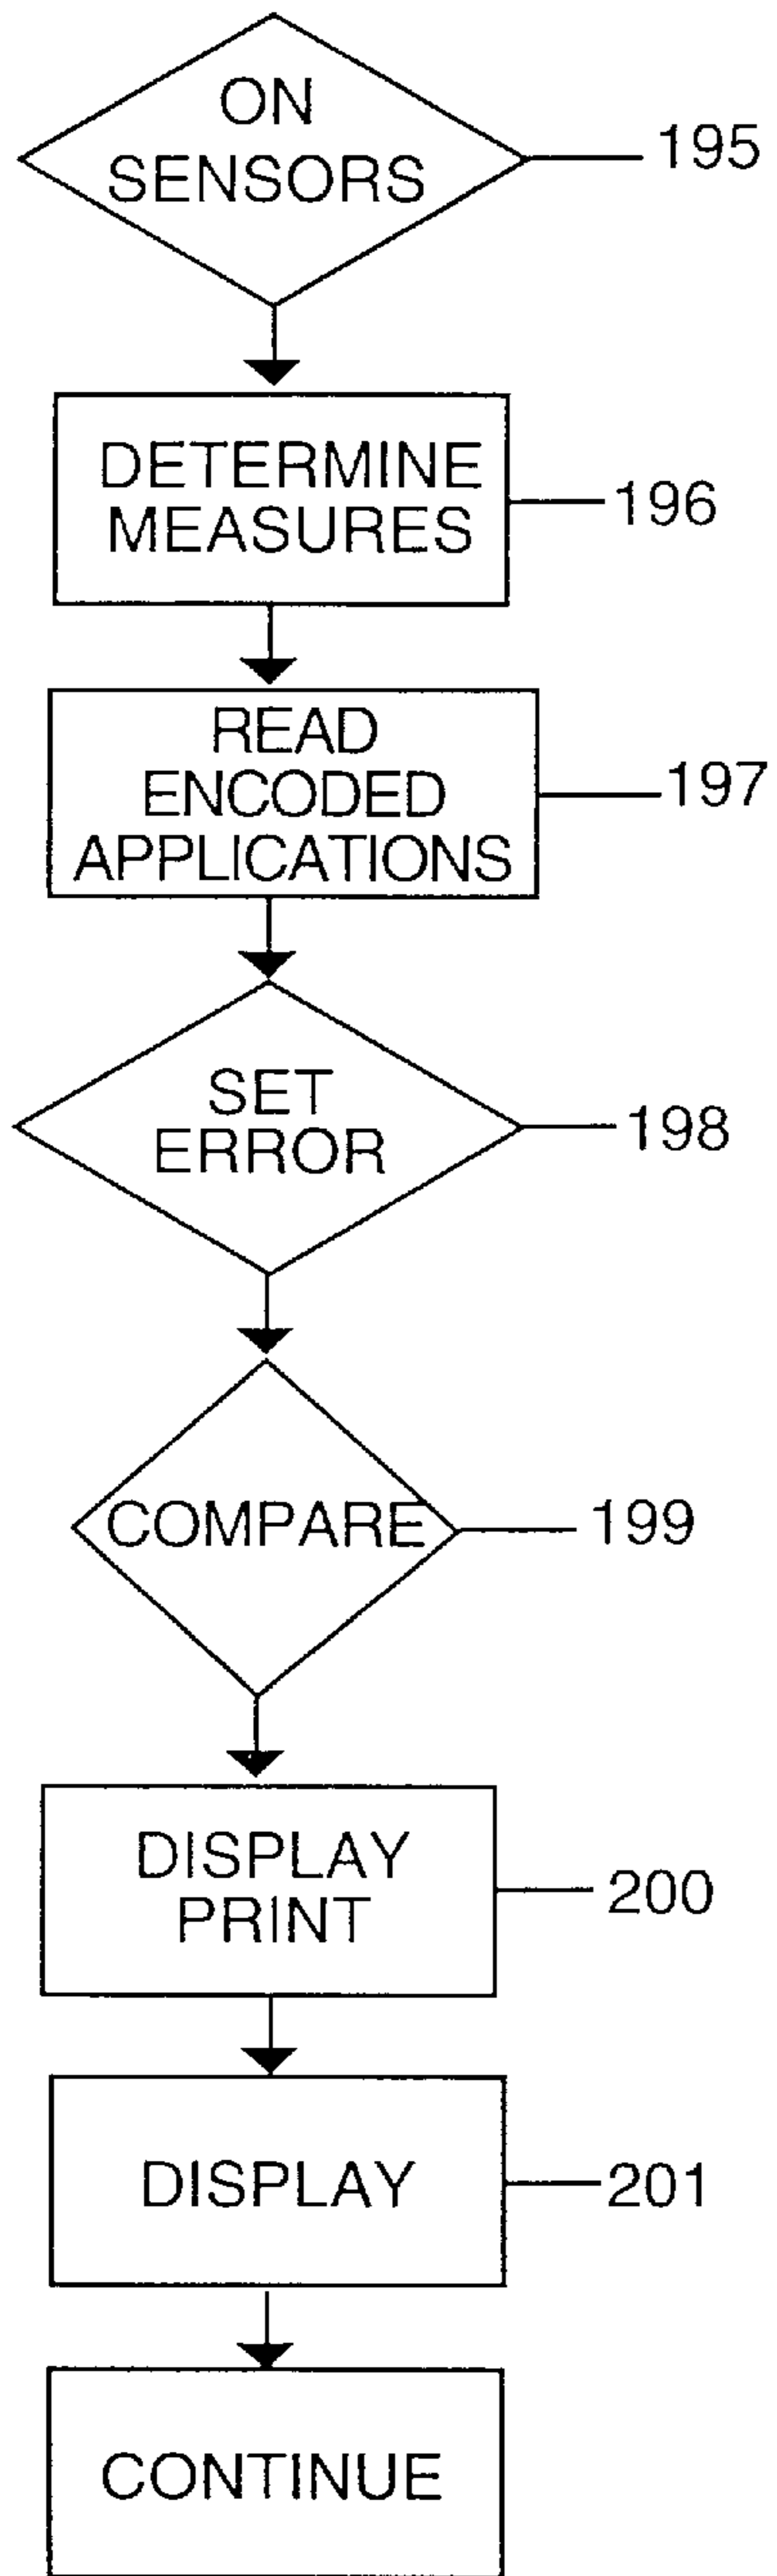 ON
SENSORS
195
DETERMINE
MEASURES
196
READ
ENCODED
APPLICATIONS
197
SET
ERROR
198
COMPARE
199
DISPLAY
PRINT
200
DISPLAY
201
CONTINUE